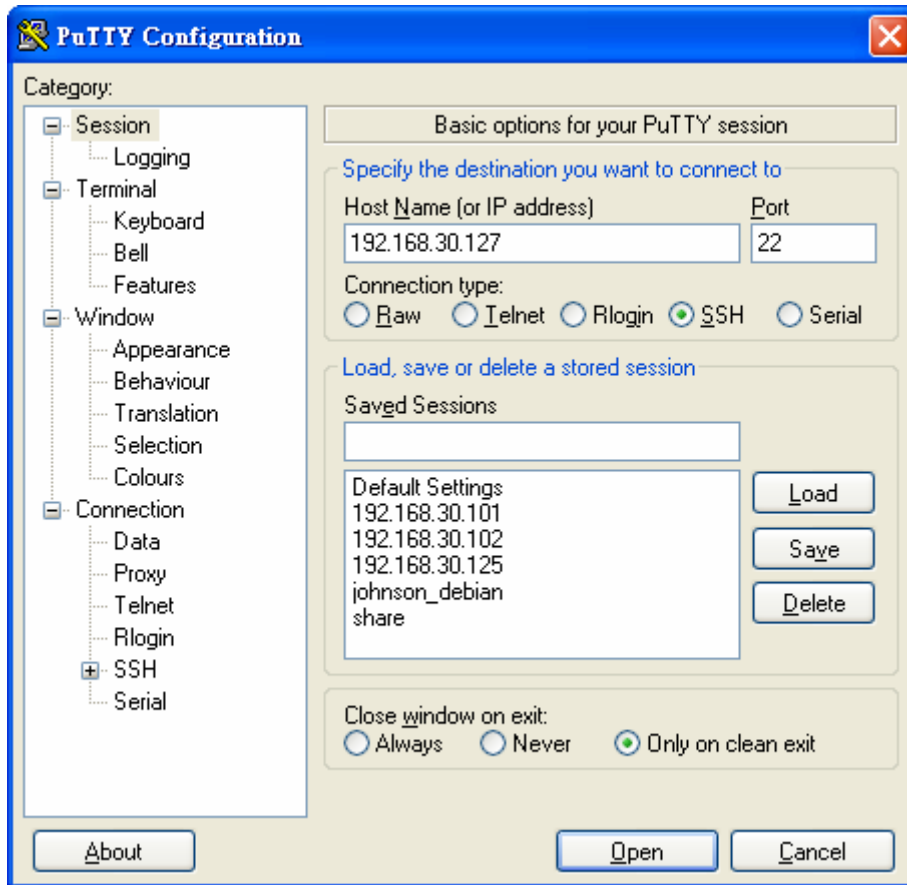 PuTTY Configuration
Category:
Session
Logging
Terminal
Keyboard
Bell
Features
Window
Appearance
Behaviour
Translation
Selection
Colours
Connection
Data
Proxy
Telnet
Rlogin
SSH
Serial
Basic options for your PuTTY session
Specify the destination you want to connect to
Host Name (or IP address) Port
192.168.30.127 22
Connection type:
Raw Telnet Rlogin SSH Serial
Load, save or delete a stored session
Saved Sessions
Default Settings
192.168.30.101
192.168.30.102
192.168.30.125
johnson_debian
share
Load
Save
Delete
Close window on exit:
Always Never Only on clean exit
About Open Cancel